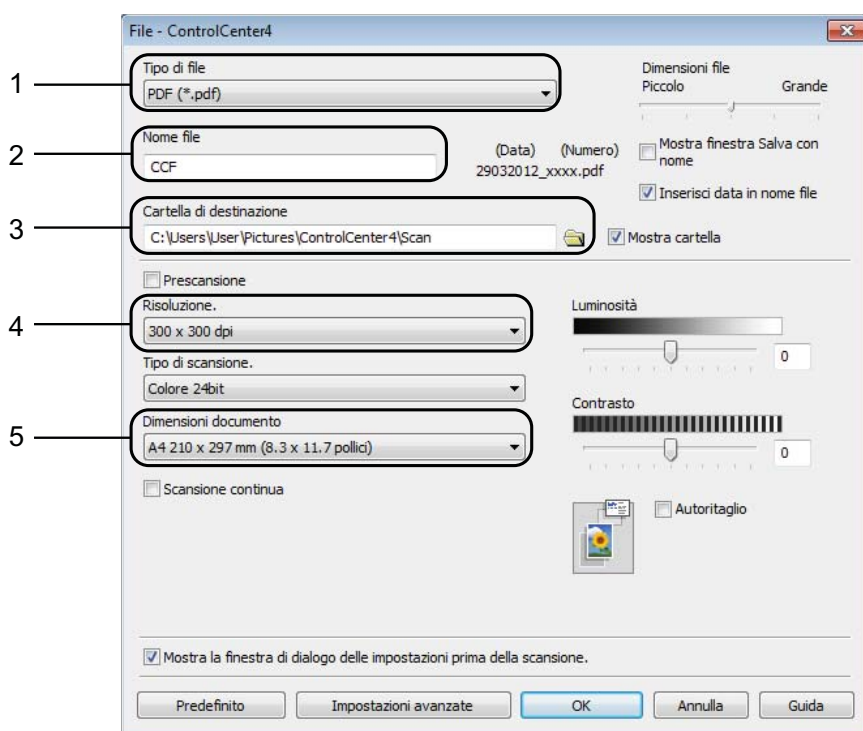 File - ControlCenter4
1
Tipo di file
PDF (*.pdf)
Dimensioni file
Piccolo Grande
2
Nome file
CCF
(Data) (Numero)
29032012_xxxx.pdf
Mostra finestra Salva con
nome
Inserisci data in nome file
3
Cartella di destinazione
C:\Users\User\Pictures\ControlCenter4\Scan
Mostra cartella
Prescansione
4
Risoluzione.
300 x 300 dpi
Tipo di scansione.
Colore 24bit
5
Dimensioni documento
A4 210 x 297 mm (8.3 x 11.7 pollici)
Scansione continua
Luminosità
0
Contrasto
0
Autoritaglio
Mostra la finestra di dialogo delle impostazioni prima della scansione.
Predefinito Impostazioni avanzate OK Annulla Guida